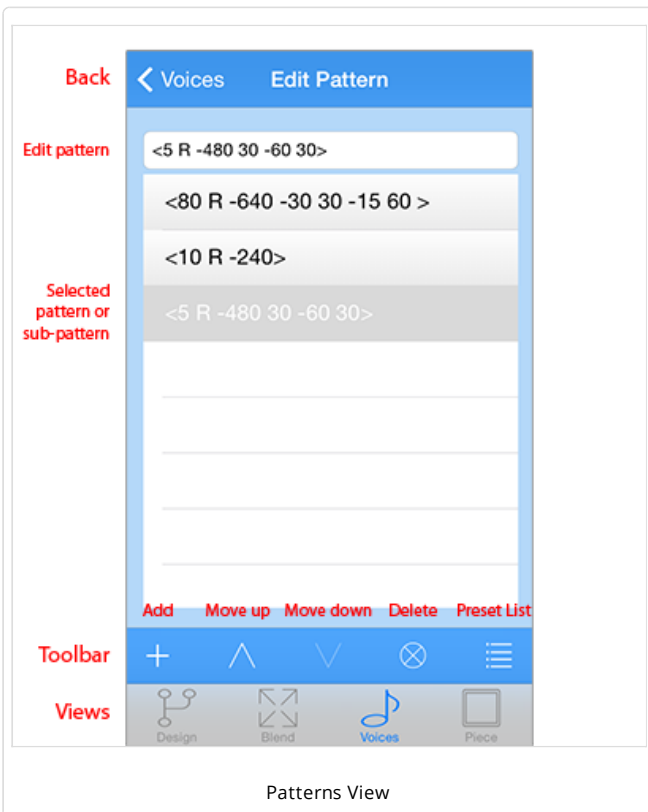 Back
Voices Edit Pattern
Edit pattern
<5 R -480 30 -60 30>
<80 R -640 -30 30 -15 60 >
<10 R -240>
Selected
pattern or
sub-pattern
<5 R -480 30 -60 30>
Add Move up Move down Delete Preset List
Toolbar
Views
Design Blend Voices Piece
Patterns View